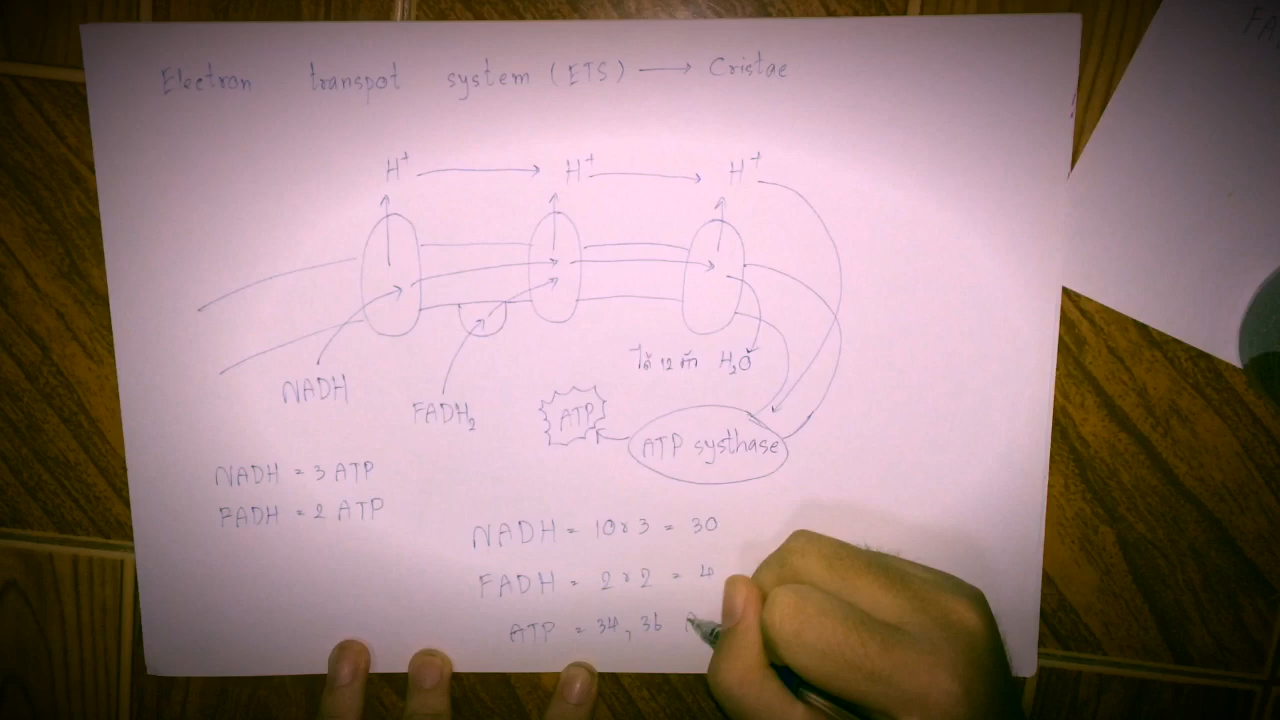 Electron transpot system (ETS) → Cristae
H⁺ → H⁺ → H⁺
ได้ 12 ตัว H₂O
NADH
FADH₂
ATP
ATP systhase
NADH = 3 ATP
FADH = 2 ATP
NADH = 10 x 3 = 30
FADH = 2 x 2 = 4
ATP = 34, 36